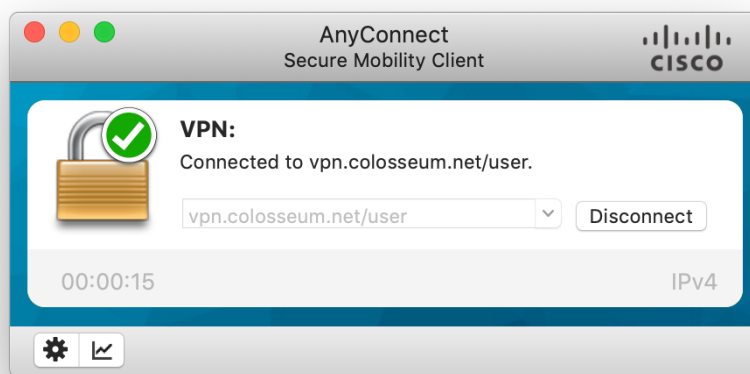 AnyConnect
Secure Mobility Client
CISCO
VPN:
Connected to vpn.colosseum.net/user.
vpn.colosseum.net/user
Disconnect
00:00:15
IPv4